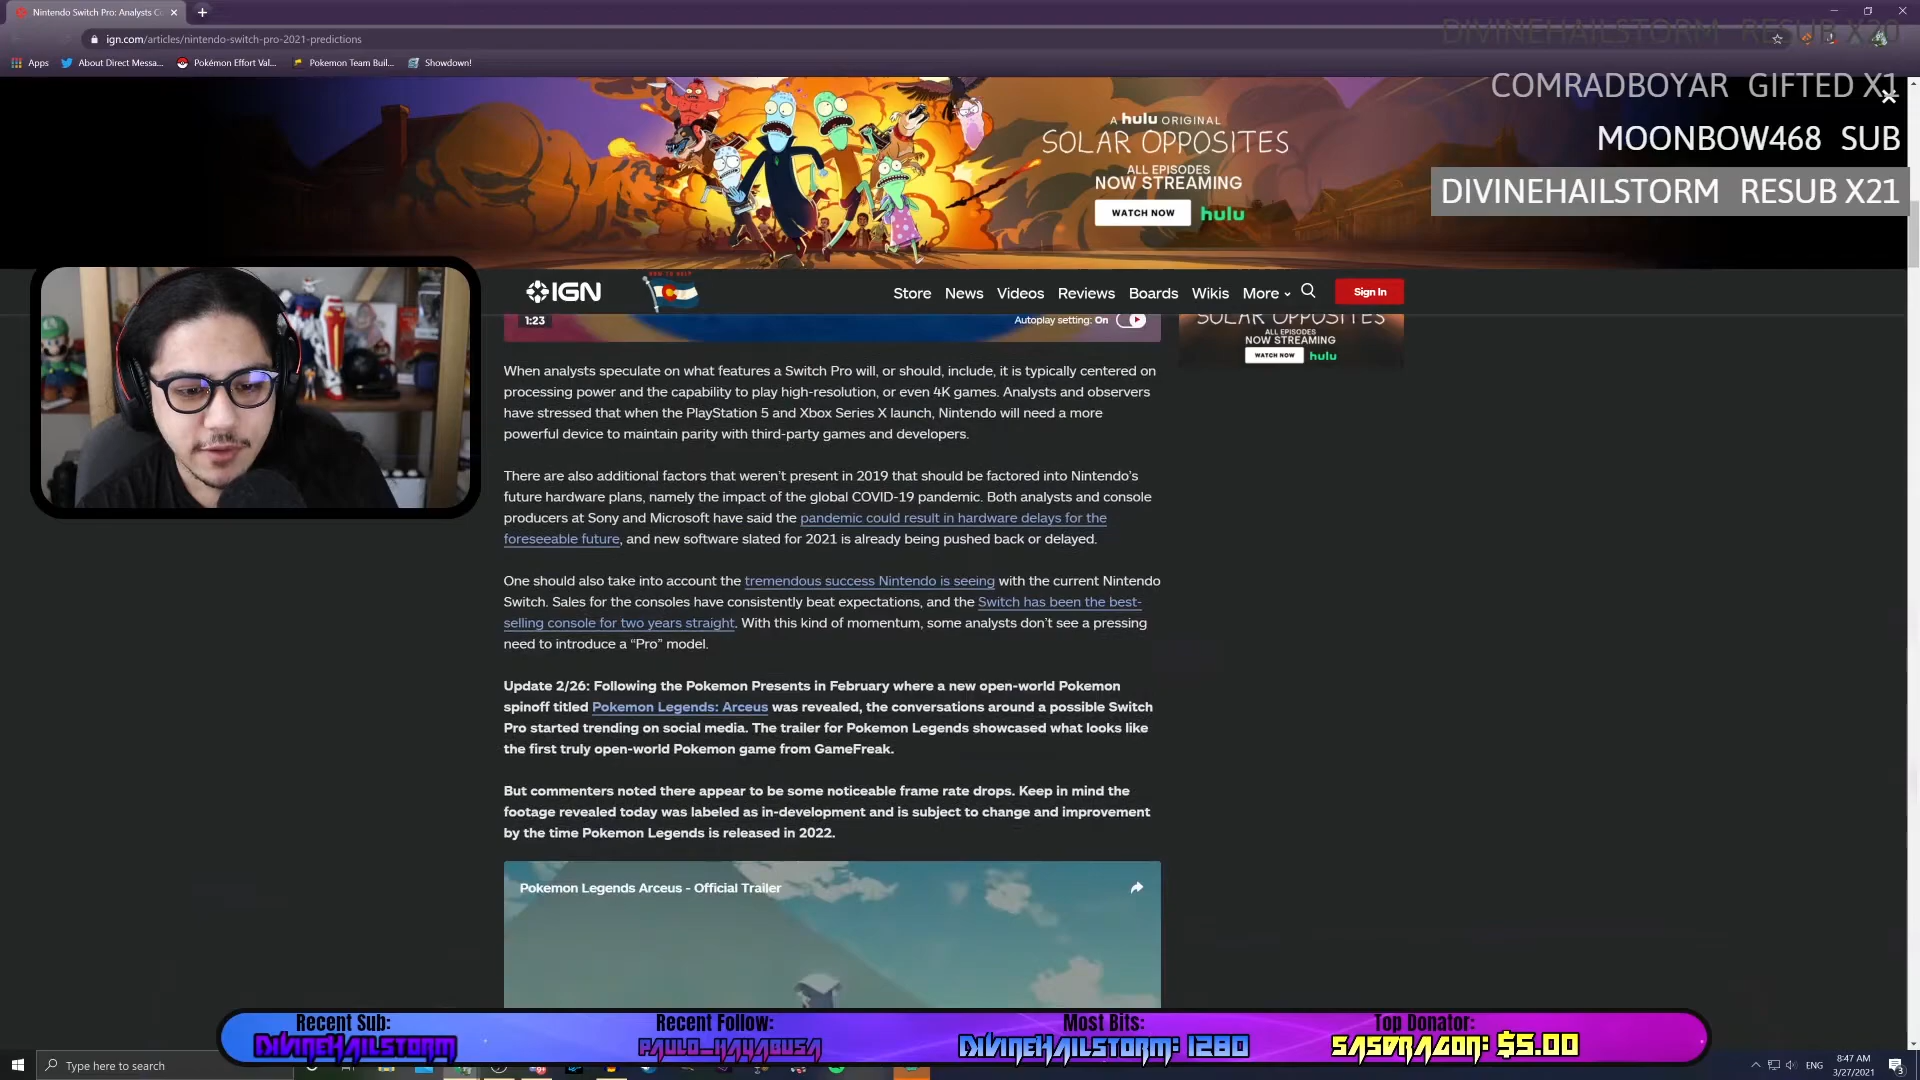 Nintendo Switch Pro: Analysts Co
ign.com/articles/nintendo-switch-pro-2021-predictions
Apps About Direct Messa... Pokémon Effort Val... Pokemon Team Buil... Showdown!
DIVINEHAILSTORM RESUB X20
COMRADBOYAR GIFTED X1
MOONBOW468 SUB
DIVINEHAILSTORM RESUB X21
A hulu ORIGINAL
SOLAR OPPOSITES
ALL EPISODES
NOW STREAMING
WATCH NOW hulu
HOW TO HELP
IGN Store News Videos Reviews Boards Wikis More Sign In
1:23 Autoplay setting: On
SOLAR OPPOSITES
ALL EPISODES
NOW STREAMING
WATCH NOW hulu
When analysts speculate on what features a Switch Pro will, or should, include, it is typically centered on
processing power and the capability to play high-resolution, or even 4K games. Analysts and observers
have stressed that when the PlayStation 5 and Xbox Series X launch, Nintendo will need a more
powerful device to maintain parity with third-party games and developers.
There are also additional factors that weren't present in 2019 that should be factored into Nintendo's
future hardware plans, namely the impact of the global COVID-19 pandemic. Both analysts and console
producers at Sony and Microsoft have said the pandemic could result in hardware delays for the
foreseeable future, and new software slated for 2021 is already being pushed back or delayed.
One should also take into account the tremendous success Nintendo is seeing with the current Nintendo
Switch. Sales for the consoles have consistently beat expectations, and the Switch has been the best-
selling console for two years straight. With this kind of momentum, some analysts don't see a pressing
need to introduce a “Pro” model.
Update 2/26: Following the Pokemon Presents in February where a new open-world Pokemon
spinoff titled Pokemon Legends: Arceus was revealed, the conversations around a possible Switch
Pro started trending on social media. The trailer for Pokemon Legends showcased what looks like
the first truly open-world Pokemon game from GameFreak.
But commenters noted there appear to be some noticeable frame rate drops. Keep in mind the
footage revealed today was labeled as in-development and is subject to change and improvement
by the time Pokemon Legends is released in 2022.
Pokemon Legends Arceus - Official Trailer
Recent Sub: Recent Follow: Most Bits: Top Donator:
DivineHailstorm Paulo_Hayabusa DivineHailstorm: 1280 SASDRAGON: $5.00
Type here to search
ENG
8:47 AM
3/27/2021
3